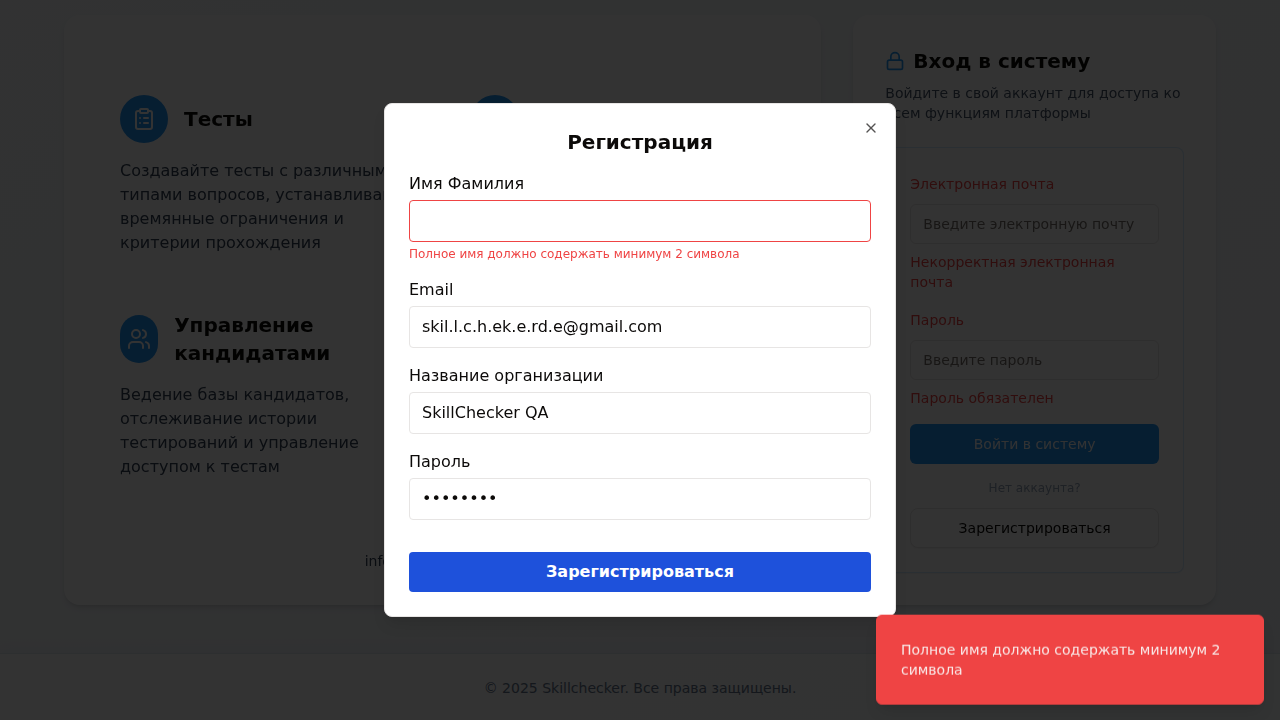 Тесты
Создавайте тесты с различным
типами вопросов, устанавлива
времянные ограничения и
критерии прохождения
Управление
кандидатами
Ведение базы кандидатов,
отслеживание истории
тестирований и управление
доступом к тестам
Регистрация
Имя Фамилия
Полное имя должно содержать минимум 2 символа
Email
skil.l.c.h.ek.e.rd.e@gmail.com
Название организации
SkillChecker QA
Пароль
••••••••
Зарегистрироваться
Вход в систему
Войдите в свой аккаунт для доступа ко
всем функциям платформы
Электронная почта
Введите электронную почту
Некорректная электронная
почта
Пароль
Введите пароль
Пароль обязателен
Войти в систему
Нет аккаунта?
Зарегистрироваться
Полное имя должно содержать минимум 2
символа
© 2025 Skillchecker. Все права защищены.